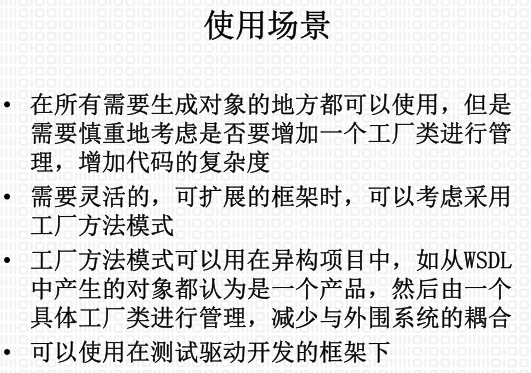 使用场景
• 在所有需要生成对象的地方都可以使用，但是
需要慎重地考虑是否要增加一个工厂类进行管
理，增加代码的复杂度
• 需要灵活的，可扩展的框架时，可以考虑采用
工厂方法模式
• 工厂方法模式可以用在异构项目中，如从WSDL
中产生的对象都认为是一个产品，然后由一个
具体工厂类进行管理，减少与外围系统的耦合
• 可以使用在测试驱动开发的框架下